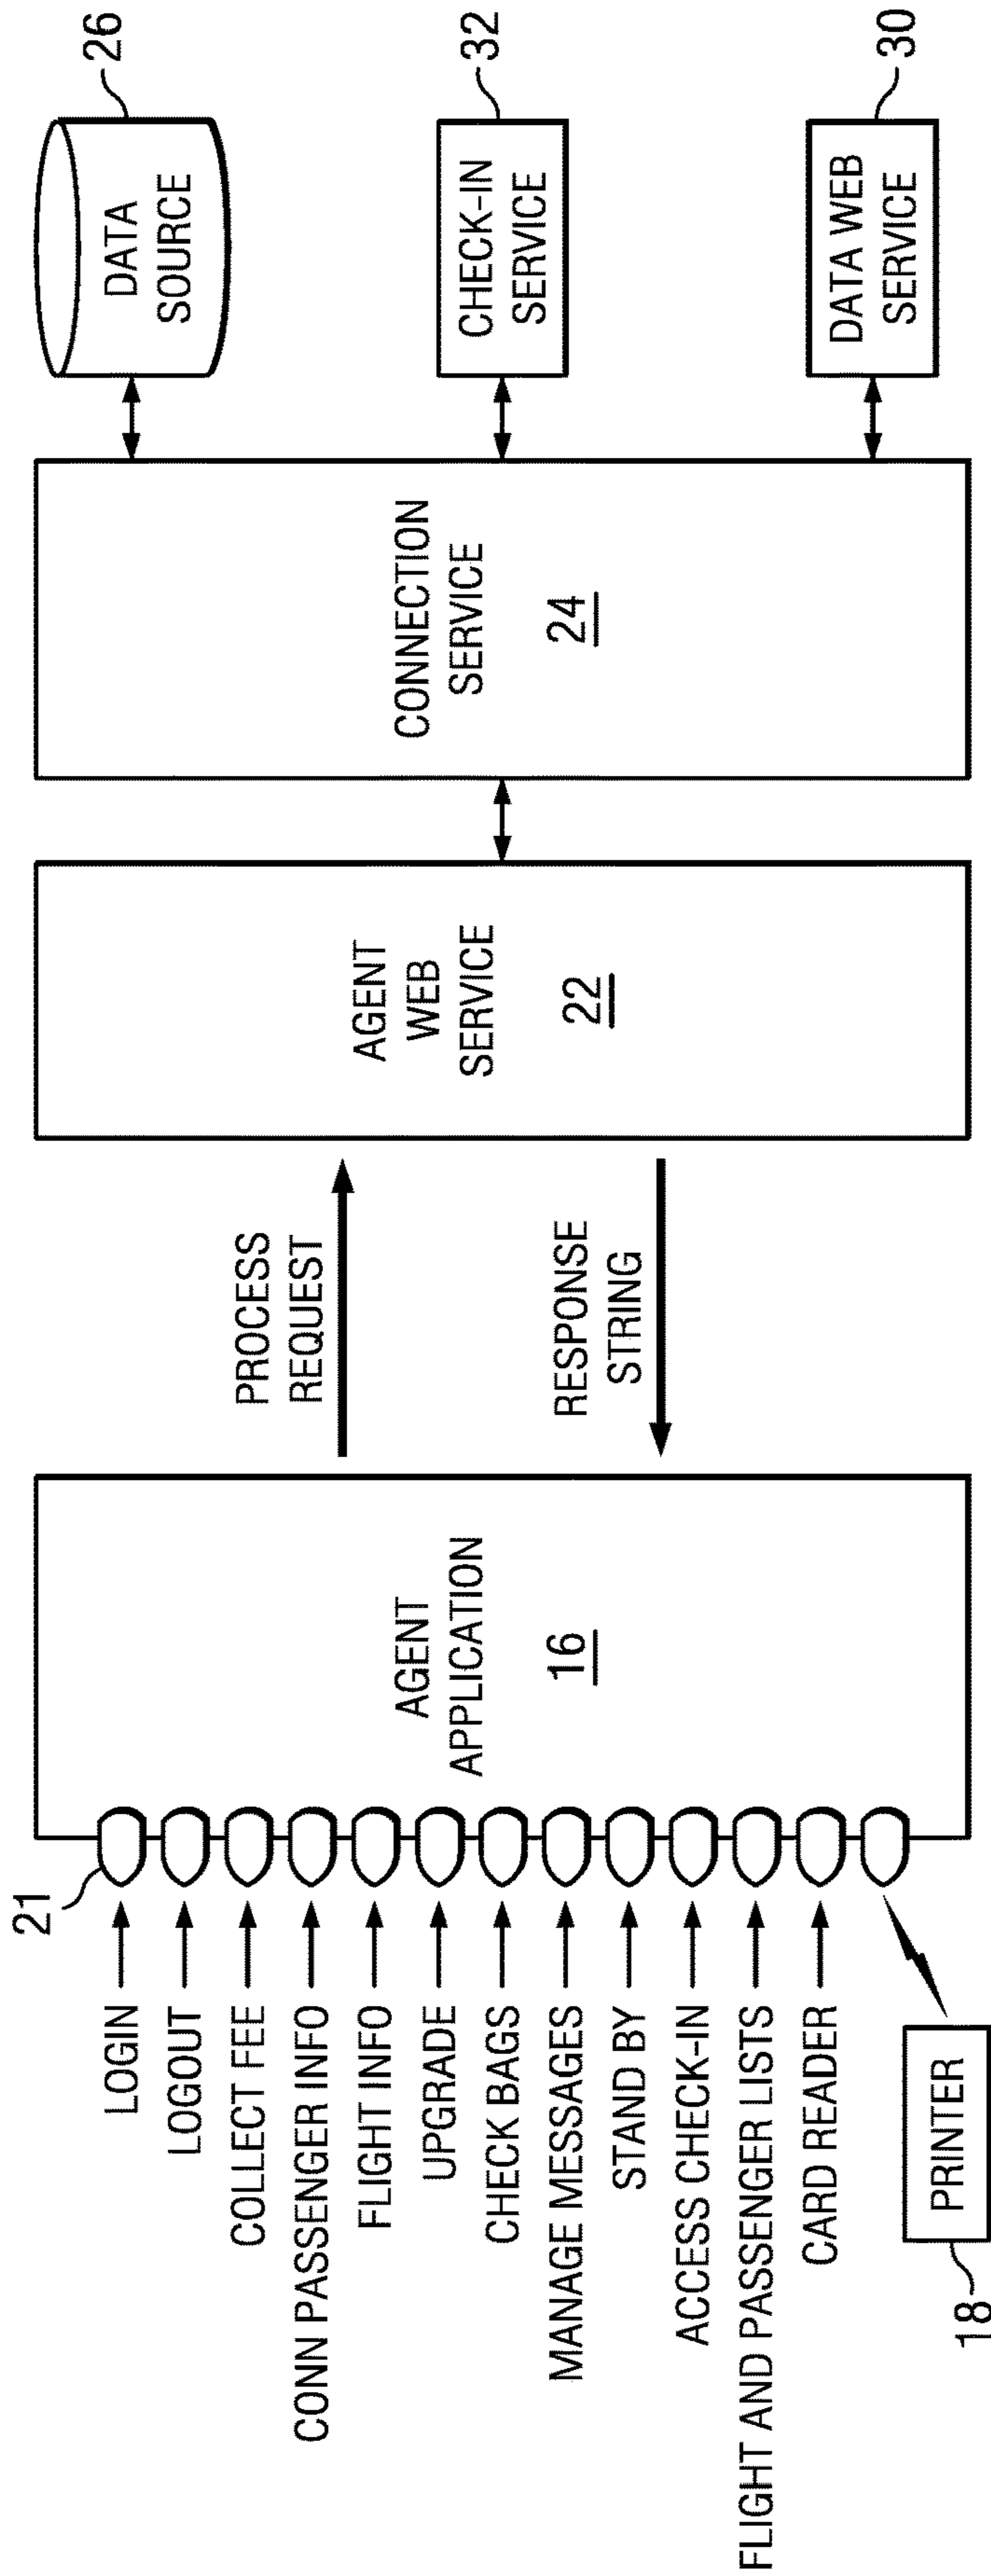 21
LOGIN
LOGOUT
COLLECT FEE
CONN PASSENGER INFO
FLIGHT INFO
UPGRADE
CHECK BAGS
MANAGE MESSAGES
STAND BY
ACCESS CHECK-IN
FLIGHT AND PASSENGER LISTS
CARD READER
18
PRINTER
AGENT
APPLICATION
16
PROCESS
REQUEST
RESPONSE
STRING
AGENT
WEB
SERVICE
22
CONNECTION
SERVICE
24
DATA
SOURCE
26
CHECK-IN
SERVICE
32
DATA WEB
SERVICE
30